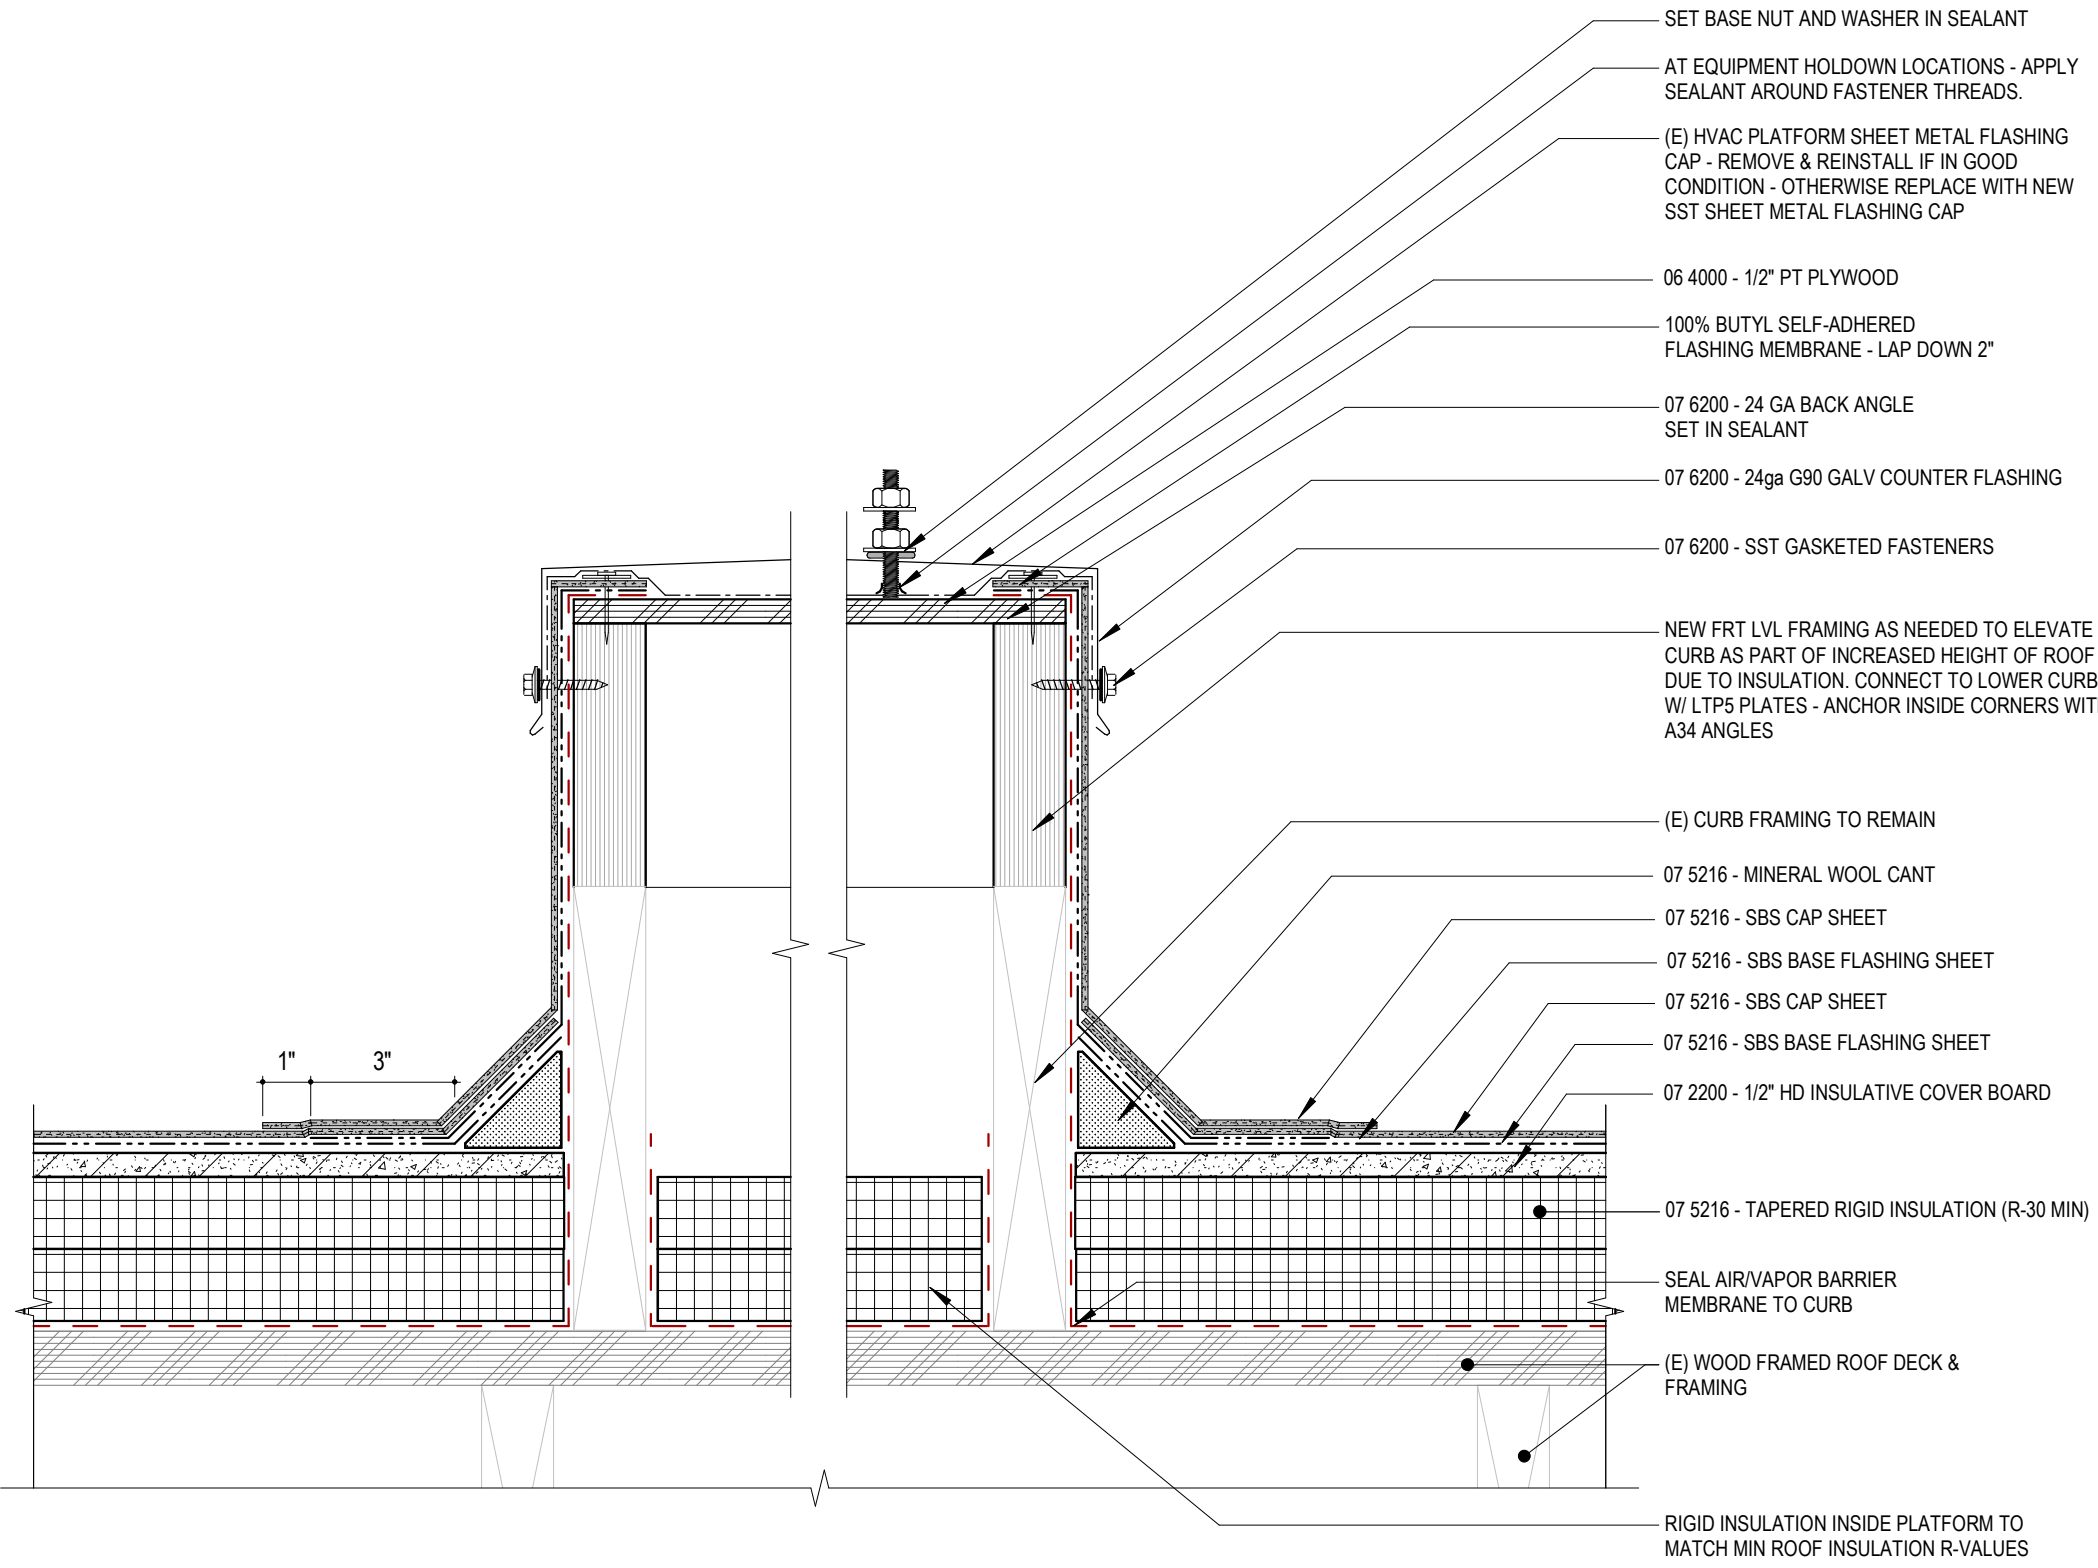 SET BASE NUT AND WASHER IN SEALANT
AT EQUIPMENT HOLDOWN LOCATIONS - APPLY
SEALANT AROUND FASTENER THREADS.
(E) HVAC PLATFORM SHEET METAL FLASHING
CAP - REMOVE & REINSTALL IF IN GOOD
CONDITION - OTHERWISE REPLACE WITH NEW
SST SHEET METAL FLASHING CAP
06 4000 - 1/2" PT PLYWOOD
100% BUTYL SELF-ADHERED
FLASHING MEMBRANE - LAP DOWN 2"
07 6200 - 24 GA BACK ANGLE
SET IN SEALANT
07 6200 - 24ga G90 GALV COUNTER FLASHING
07 6200 - SST GASKETED FASTENERS
NEW FRT LVL FRAMING AS NEEDED TO ELEVATE
CURB AS PART OF INCREASED HEIGHT OF ROOF
DUE TO INSULATION. CONNECT TO LOWER CURB
W/ LTP5 PLATES - ANCHOR INSIDE CORNERS WIT
A34 ANGLES
(E) CURB FRAMING TO REMAIN
07 5216 - MINERAL WOOL CANT
07 5216 - SBS CAP SHEET
07 5216 - SBS BASE FLASHING SHEET
07 5216 - SBS CAP SHEET
07 5216 - SBS BASE FLASHING SHEET
1" 3"
07 2200 - 1/2" HD INSULATIVE COVER BOARD
07 5216 - TAPERED RIGID INSULATION (R-30 MIN)
SEAL AIR/VAPOR BARRIER
MEMBRANE TO CURB
(E) WOOD FRAMED ROOF DECK &
FRAMING
RIGID INSULATION INSIDE PLATFORM TO
MATCH MIN ROOF INSULATION R-VALUES